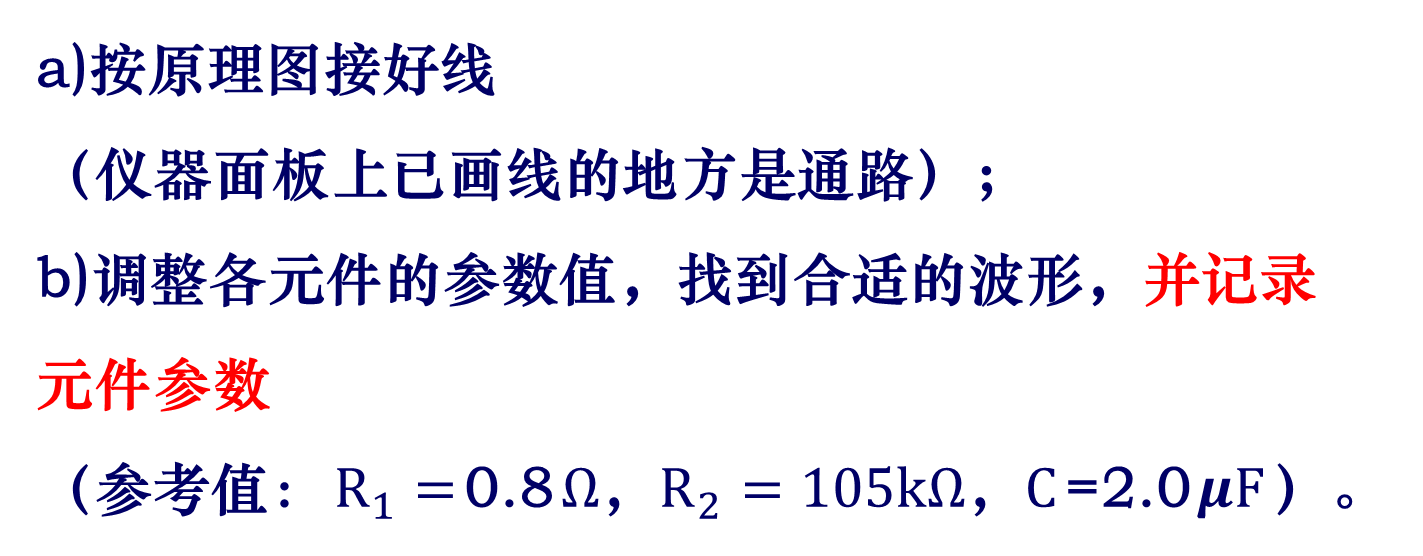 a)按原理图接好线
（仪器面板上已画线的地方是通路）；
b)调整各元件的参数值，找到合适的波形，并记录
元件参数
（参考值： R₁ =0.8Ω，R₂ = 105kΩ，C=2.0μF）。